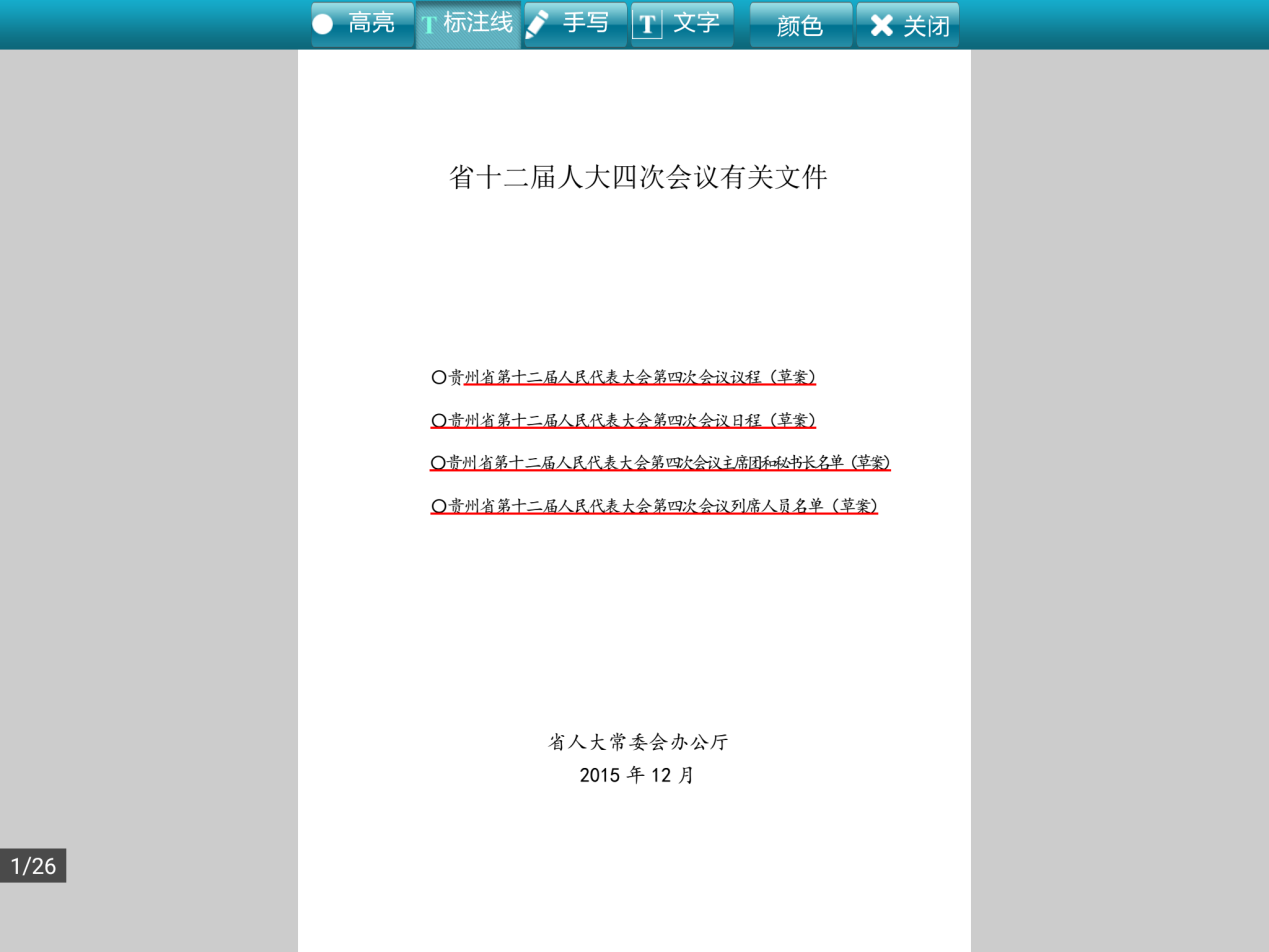 高亮 T 标注线 手写 T 文字 颜色 关闭
省十二届人大四次会议有关文件
〇贵州省第十二届人民代表大会第四次会议议程（草案）
〇贵州省第十二届人民代表大会第四次会议日程（草案）
〇贵州省第十二届人民代表大会第四次会议主席团和秘书长名单（草案）
〇贵州省第十二届人民代表大会第四次会议列席人员名单（草案）
省人大常委会办公厅
2015 年 12 月
1/26